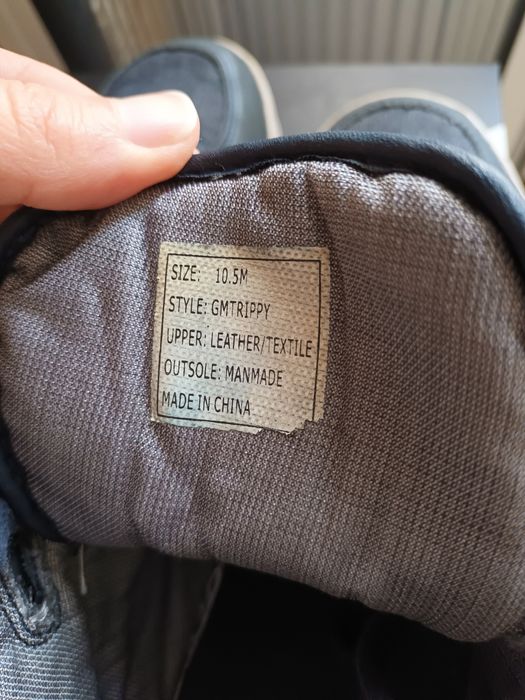 SIZE: 10.5M
STYLE: GMTRIPPY
UPPER: LEATHER/TEXTILE
OUTSOLE: MANMADE
MADE IN CHINA